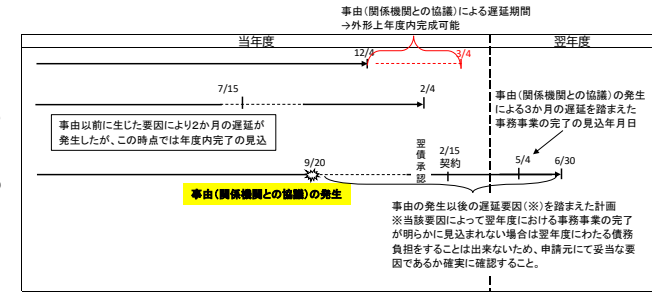 事由(関係機関との協議)による遅延期間
→外形上年度内完成可能
当年度
翌年度
12/4
3/4
7/15
2/4
事由(関係機関との協議)の発生
による3か月の遅延を踏まえた
事務事業の完了の見込年月日
事由以前に生じた要因により2か月の遅延が
発生したが、この時点では年度内完了の見込
9/20
翌債承認
2/15
契約
5/4
6/30
事由(関係機関との協議)の発生
事由の発生以後の遅延要因(※)を踏まえた計画
※当該要因によって翌年度における事務事業の完了
が明らかに見込まれない場合は翌年度にわたる債務
負担をすることは出来ないため、申請元にて妥当な要
因であるか確実に確認すること。